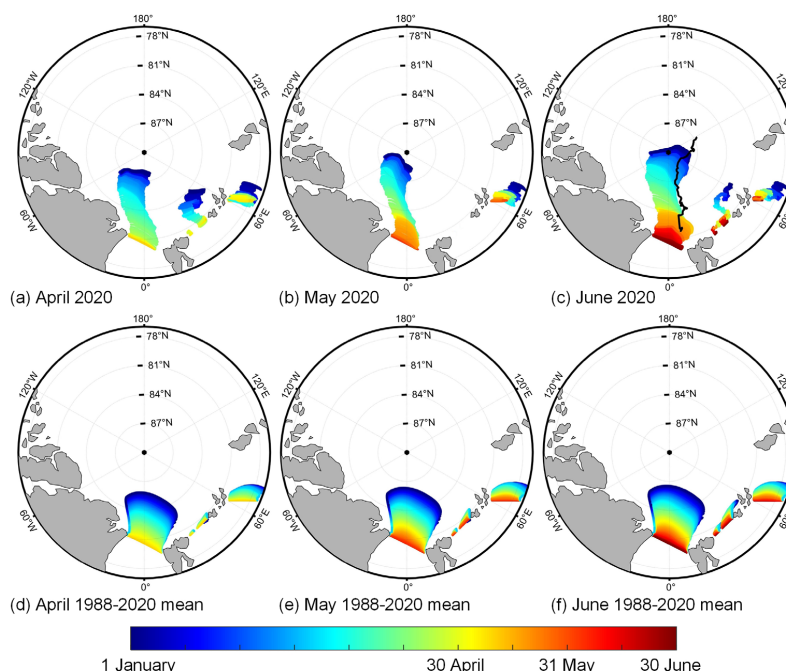 180° 180° 180°
78°N 78°N 78°N
120°W 120°E 120°W 120°E 120°W 120°E
81°N 81°N 81°N
84°N 84°N 84°N
87°N 87°N 87°N
60°W 60°E 60°W 60°E 60°W 60°E
0° 0° 0°
(a) April 2020 (b) May 2020 (c) June 2020
180° 180° 180°
78°N 78°N 78°N
120°W 120°E 120°W 120°E 120°W 120°E
81°N 81°N 81°N
84°N 84°N 84°N
87°N 87°N 87°N
60°W 60°E 60°W 60°E 60°W 60°E
0° 0° 0°
(d) April 1988-2020 mean (e) May 1988-2020 mean (f) June 1988-2020 mean
1 January 30 April 31 May 30 June